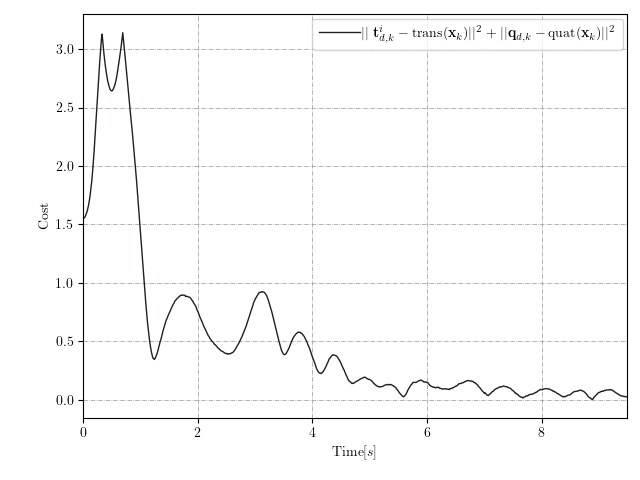 || t^i_{d,k} − trans(x_k)||² + ||q_{d,k} − quat(x_k)||²
3.0
2.5
2.0
1.5
1.0
0.5
0.0
Cost
0 2 4 6 8
Time[s]